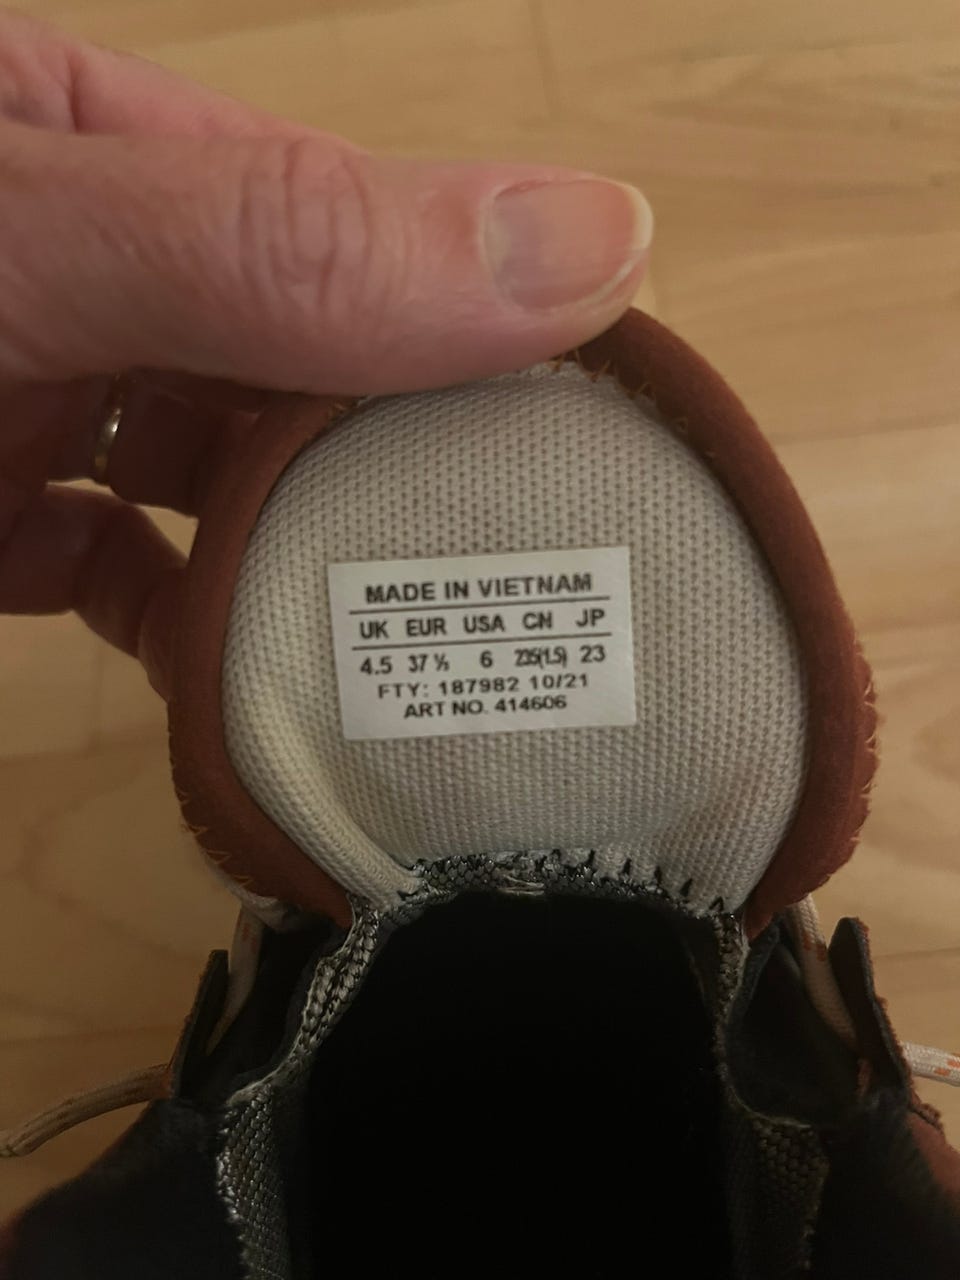 MADE IN VIETNAM
UK EUR USA CN JP
4.5 37 ⅓ 6 235(1.5) 23
FTY: 187982 10/21
ART NO. 414606